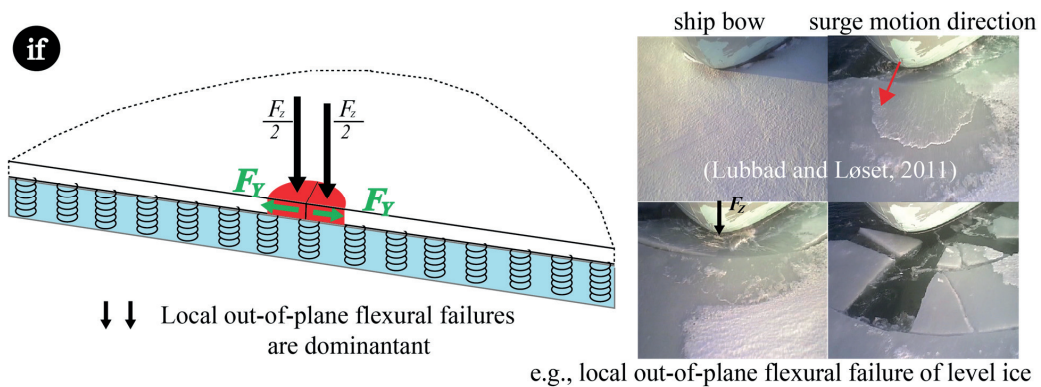 if
F_z/2
F_z/2
F_Y
F_Y
Local out-of-plane flexural failures
are dominantant
ship bow
surge motion direction
(Lubbad and Løset, 2011)
F_Z
e.g., local out-of-plane flexural failure of level ice